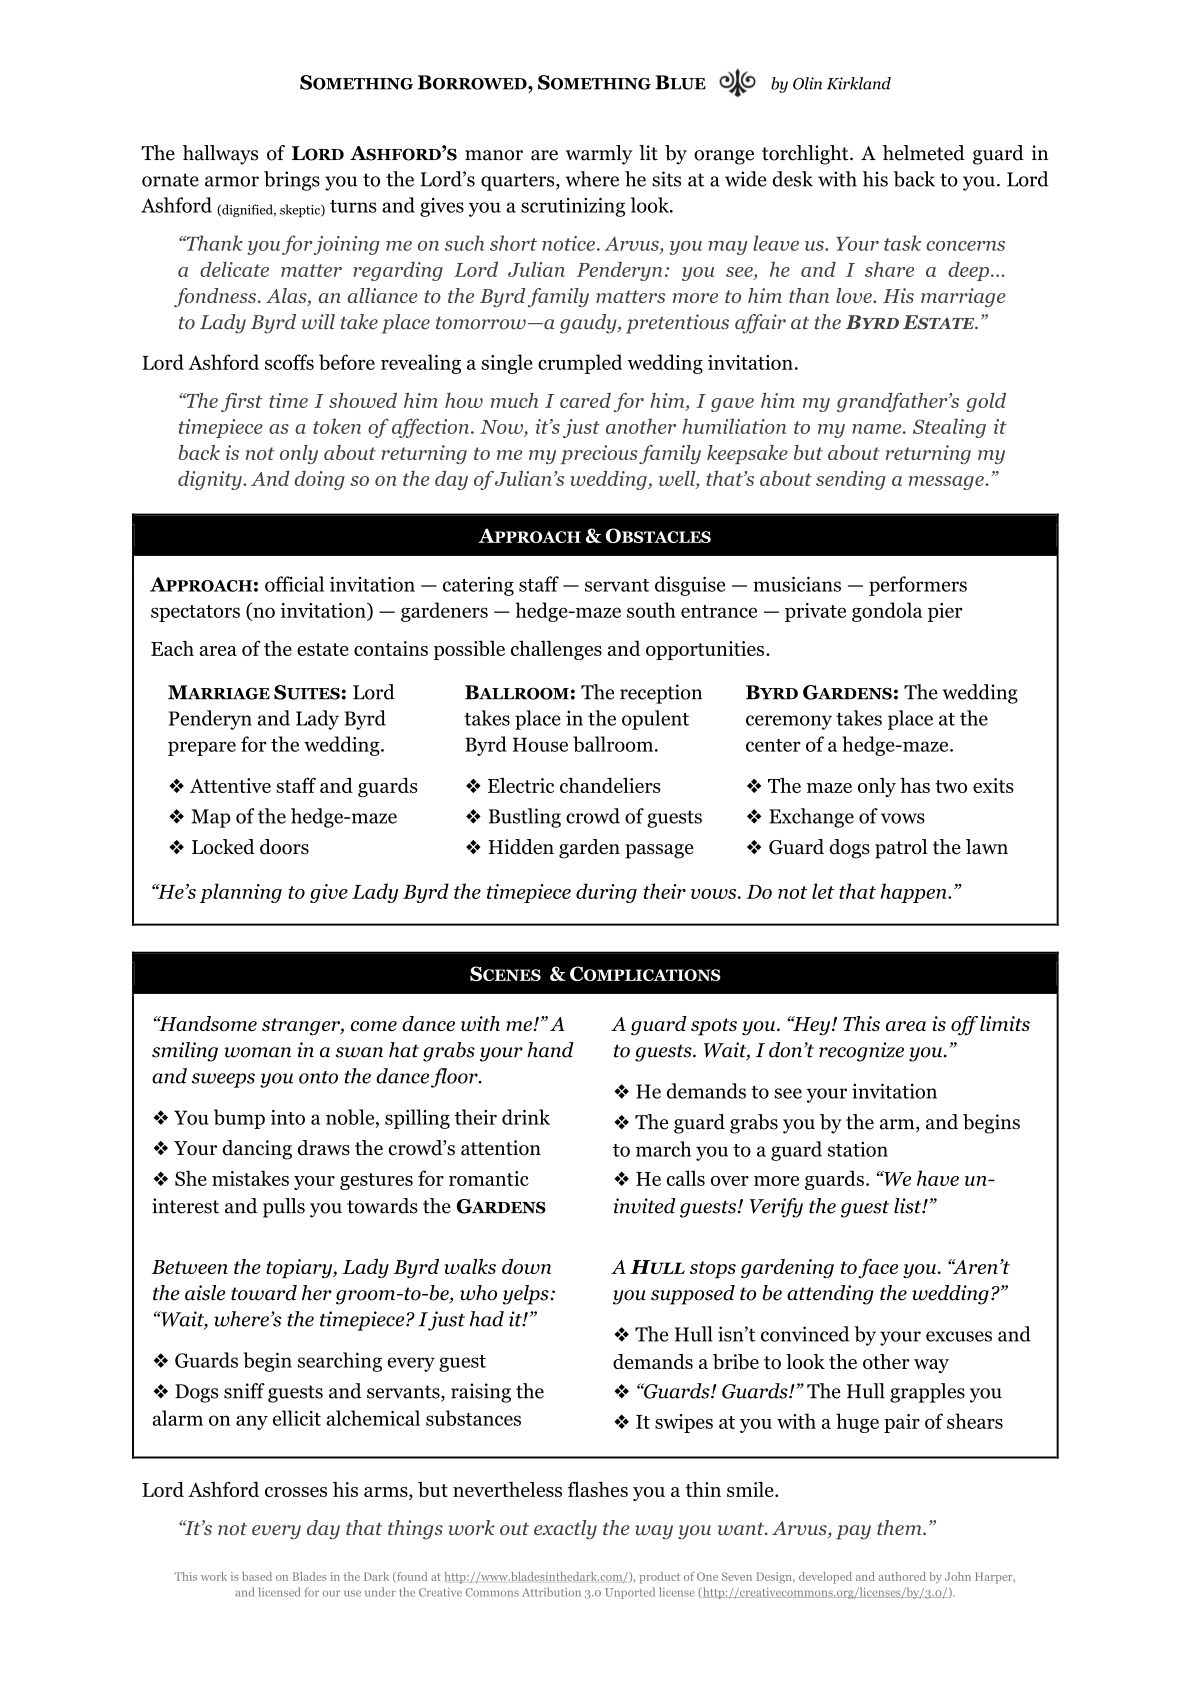 SOMETHING BORROWED, SOMETHING BLUE by Olin Kirkland
The hallways of LORD ASHFORD’S manor are warmly lit by orange torchlight. A helmeted guard in
ornate armor brings you to the Lord’s quarters, where he sits at a wide desk with his back to you. Lord
Ashford (dignified, skeptic) turns and gives you a scrutinizing look.
“Thank you for joining me on such short notice. Arvus, you may leave us. Your task concerns
a delicate matter regarding Lord Julian Penderyn: you see, he and I share a deep…
fondness. Alas, an alliance to the Byrd family matters more to him than love. His marriage
to Lady Byrd will take place tomorrow—a gaudy, pretentious affair at the BYRD ESTATE.”
Lord Ashford scoffs before revealing a single crumpled wedding invitation.
“The first time I showed him how much I cared for him, I gave him my grandfather’s gold
timepiece as a token of affection. Now, it’s just another humiliation to my name. Stealing it
back is not only about returning to me my precious family keepsake but about returning my
dignity. And doing so on the day of Julian’s wedding, well, that’s about sending a message.”
APPROACH & OBSTACLES
APPROACH: official invitation — catering staff — servant disguise — musicians — performers
spectators (no invitation) — gardeners — hedge-maze south entrance — private gondola pier
Each area of the estate contains possible challenges and opportunities.
MARRIAGE SUITES: Lord
Penderyn and Lady Byrd
prepare for the wedding.
❖ Attentive staff and guards
❖ Map of the hedge-maze
❖ Locked doors
BALLROOM: The reception
takes place in the opulent
Byrd House ballroom.
❖ Electric chandeliers
❖ Bustling crowd of guests
❖ Hidden garden passage
BYRD GARDENS: The wedding
ceremony takes place at the
center of a hedge-maze.
❖ The maze only has two exits
❖ Exchange of vows
❖ Guard dogs patrol the lawn
“He’s planning to give Lady Byrd the timepiece during their vows. Do not let that happen.”
SCENES & COMPLICATIONS
“Handsome stranger, come dance with me!” A
smiling woman in a swan hat grabs your hand
and sweeps you onto the dance floor.
❖ You bump into a noble, spilling their drink
❖ Your dancing draws the crowd’s attention
❖ She mistakes your gestures for romantic
interest and pulls you towards the GARDENS
A guard spots you. “Hey! This area is off limits
to guests. Wait, I don’t recognize you.”
❖ He demands to see your invitation
❖ The guard grabs you by the arm, and begins
to march you to a guard station
❖ He calls over more guards. “We have un-
invited guests! Verify the guest list!”
Between the topiary, Lady Byrd walks down
the aisle toward her groom-to-be, who yelps:
“Wait, where’s the timepiece? I just had it!”
❖ Guards begin searching every guest
❖ Dogs sniff guests and servants, raising the
alarm on any ellicit alchemical substances
A HULL stops gardening to face you. “Aren’t
you supposed to be attending the wedding?”
❖ The Hull isn’t convinced by your excuses and
demands a bribe to look the other way
❖ “Guards! Guards!” The Hull grapples you
❖ It swipes at you with a huge pair of shears
Lord Ashford crosses his arms, but nevertheless flashes you a thin smile.
“It’s not every day that things work out exactly the way you want. Arvus, pay them.”
This work is based on Blades in the Dark (found at http://www.bladesinthedark.com/), product of One Seven Design, developed and authored by John Harper,
and licensed for our use under the Creative Commons Attribution 3.0 Unported license (http://creativecommons.org/licenses/by/3.0/).